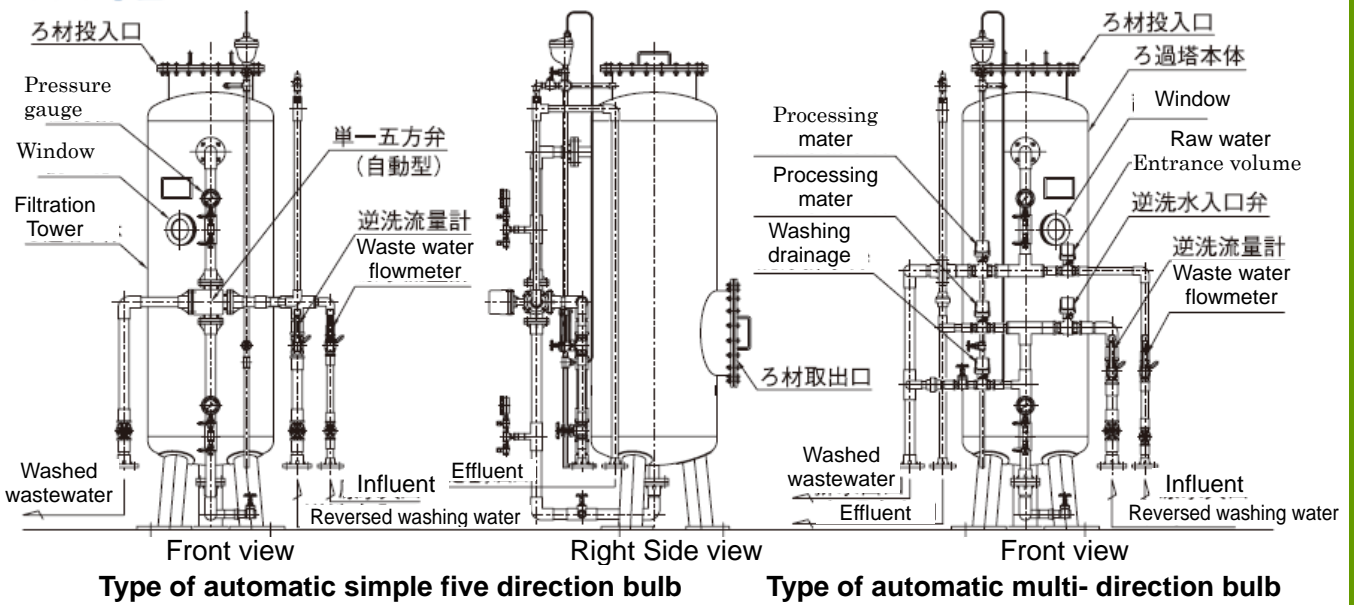 ろ材投入口
Pressure
gauge
Window
Filtration
Tower
単一五方弁
（自動型）
逆洗流量計
Waste water
flowmeter
Washed
wastewater
Influent
Reversed washing water
Front view
Effluent
ろ材取出口
Right Side view
Processing
mater
Processing
mater
Washing
drainage
ろ材投入口
ろ過塔本体
Window
Raw water
Entrance volume
逆洗水入口弁
逆洗流量計
Waste water
flowmeter
Washed
wastewater
Effluent
Influent
Reversed washing water
Front view
Type of automatic simple five direction bulb
Type of automatic multi- direction bulb